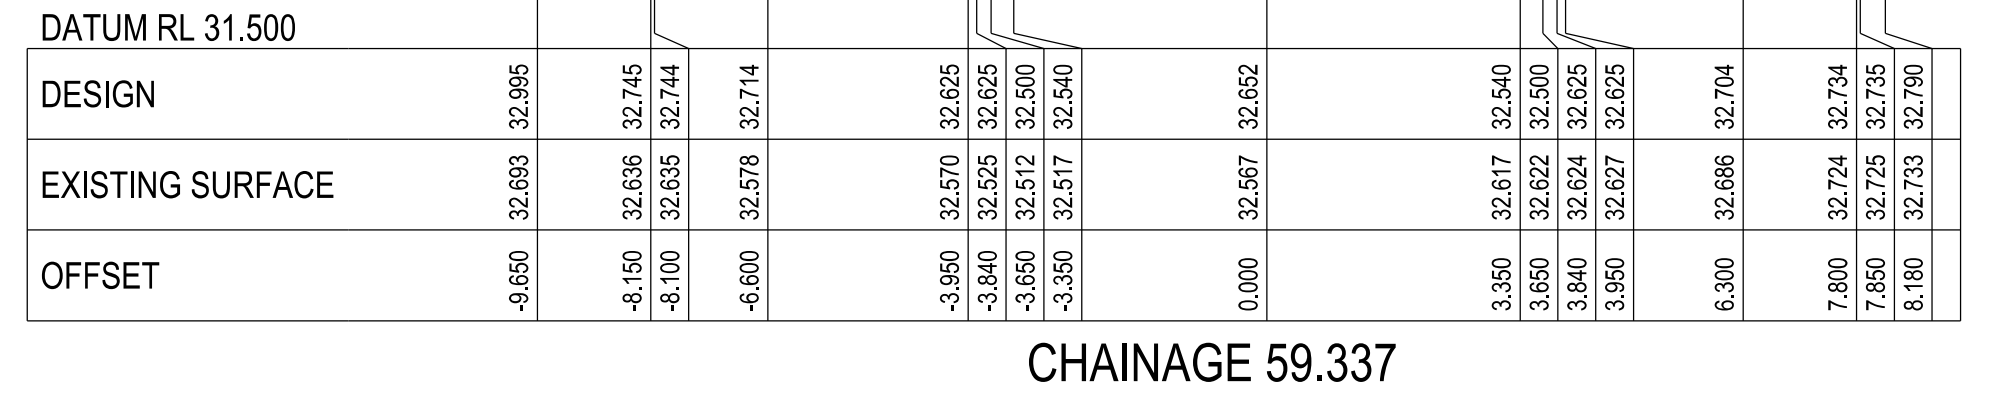 DATUM RL 31.500
DESIGN 32.995 32.745 32.744 32.714 32.625 32.625 32.500 32.540 32.652 32.540 32.500 32.625 32.625 32.704 32.734 32.735 32.790
EXISTING SURFACE 32.693 32.636 32.635 32.578 32.570 32.525 32.512 32.517 32.567 32.617 32.622 32.624 32.627 32.686 32.724 32.725 32.733
OFFSET -9.650 -8.150 -8.100 -6.600 -3.950 -3.840 -3.650 -3.350 0.000 3.350 3.650 3.840 3.950 6.300 7.800 7.850 8.180
CHAINAGE 59.337